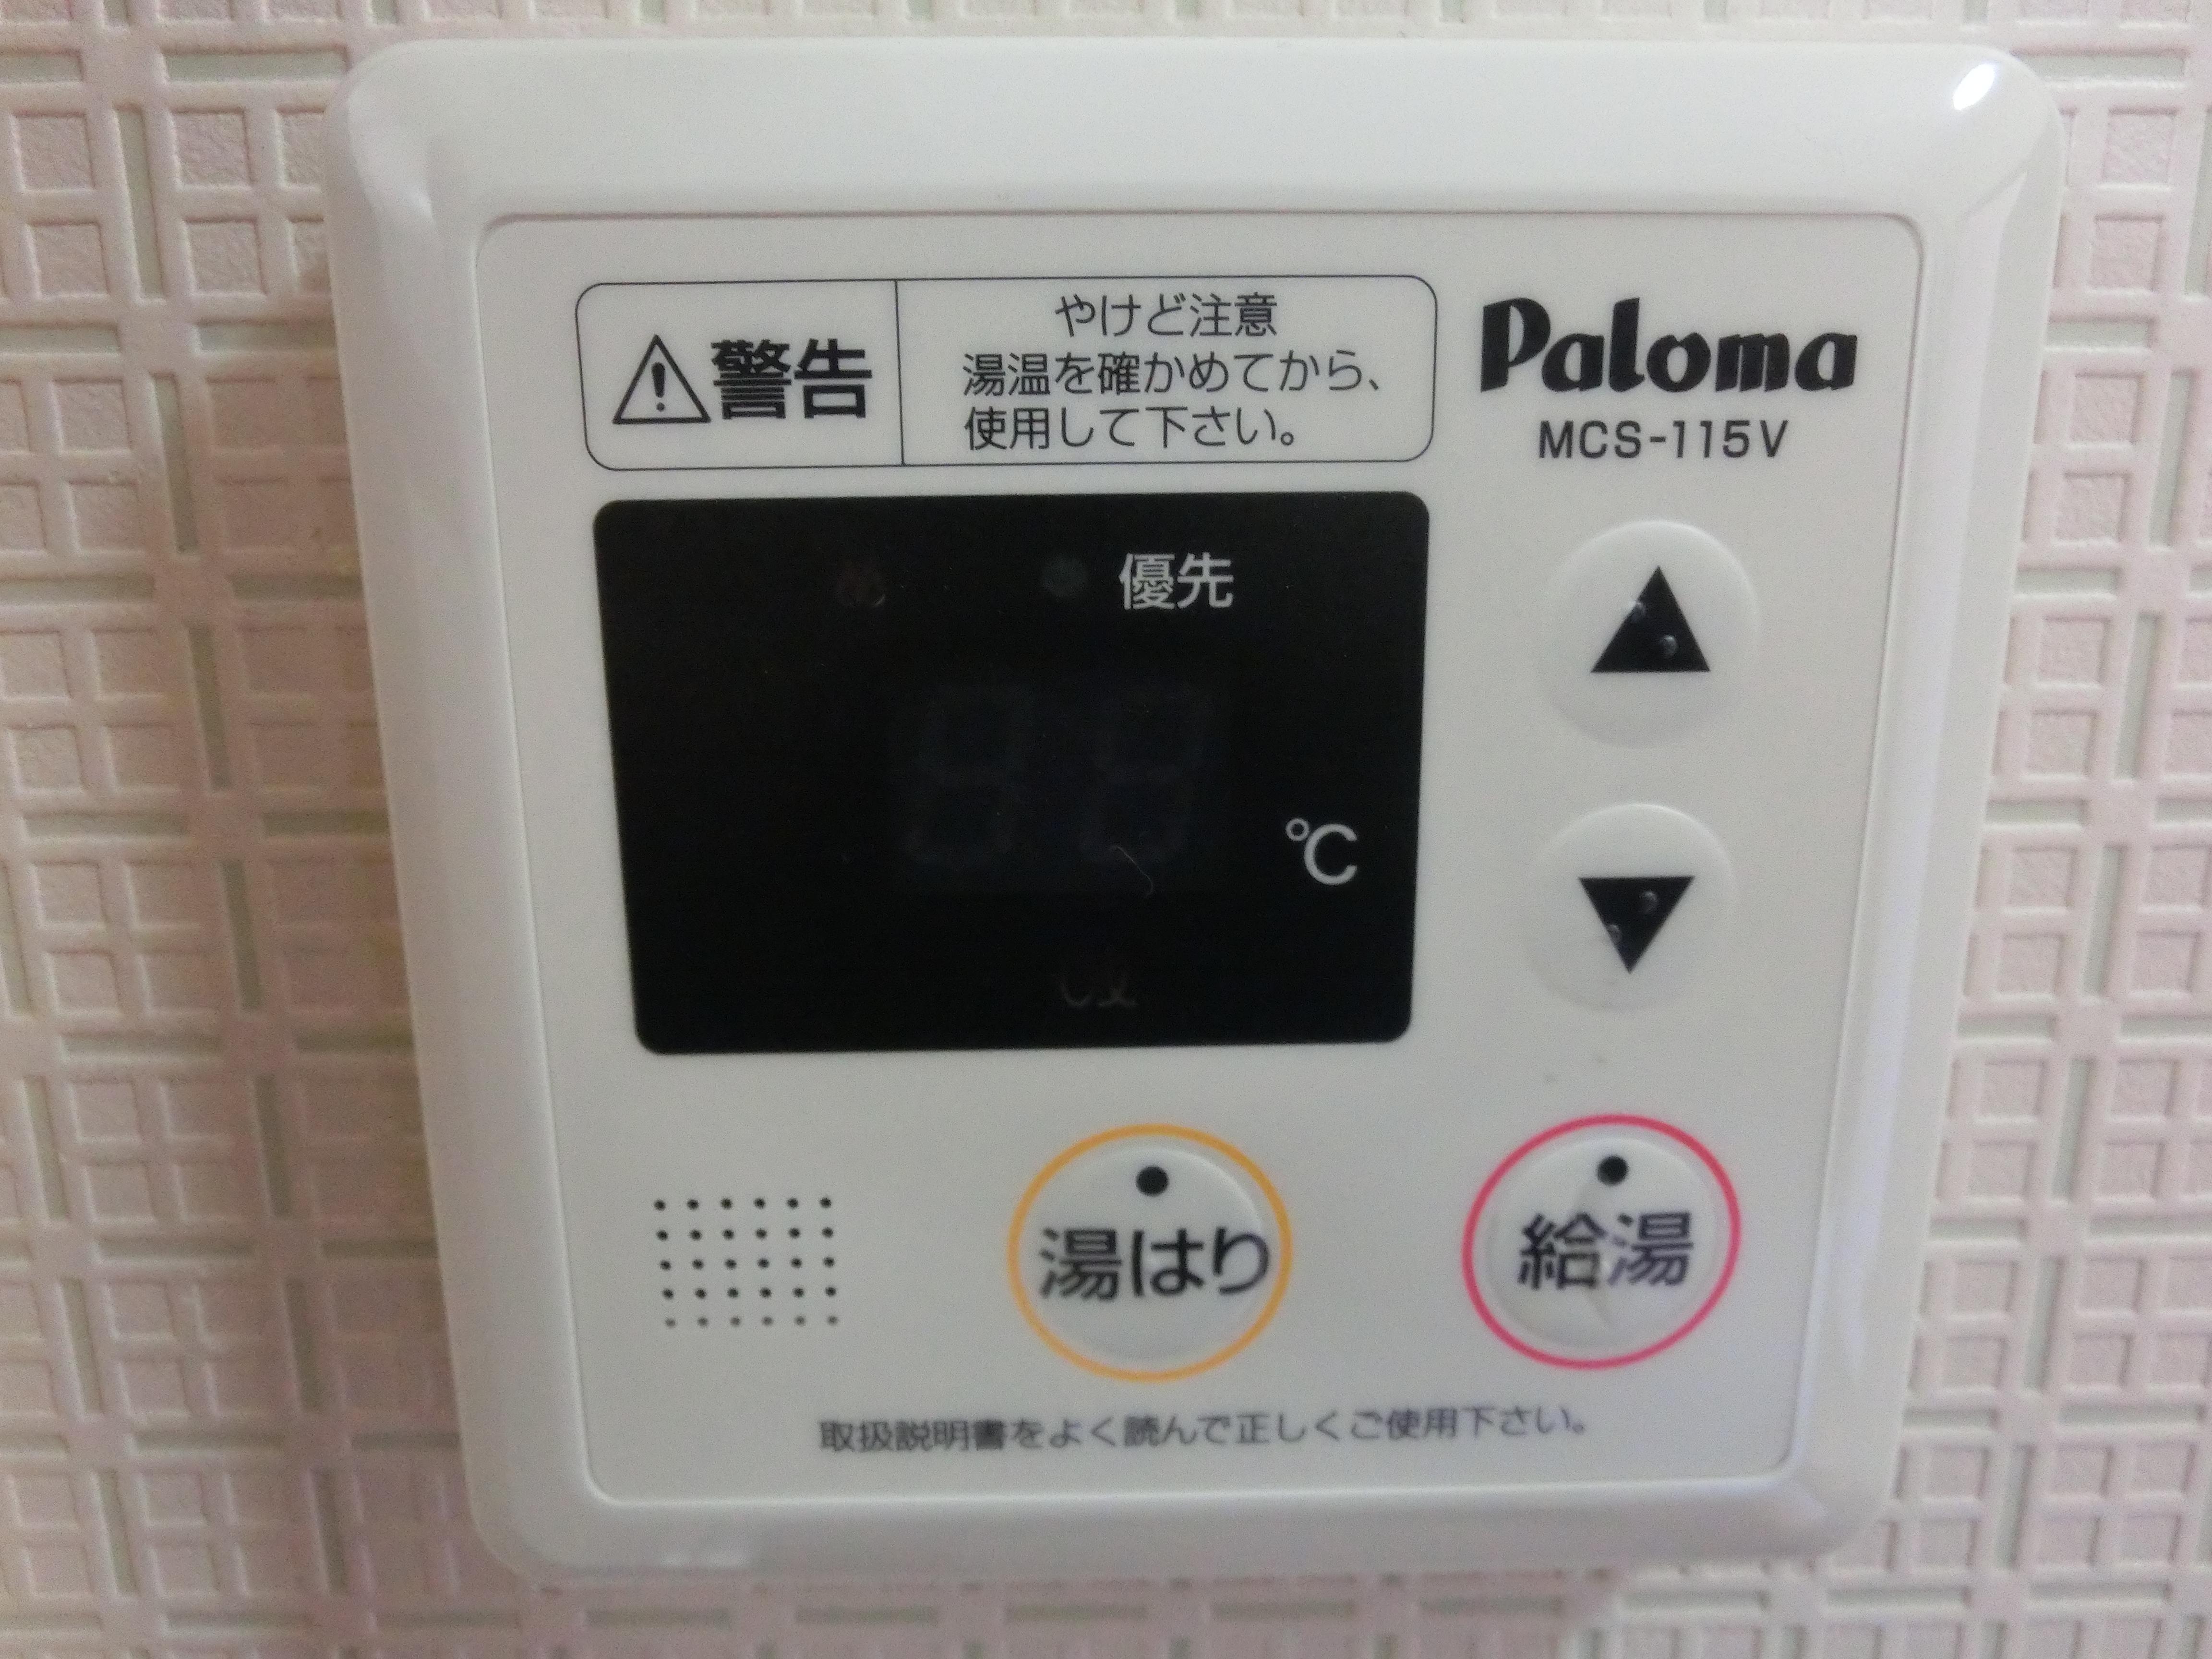 警告
やけど注意
湯温を確かめてから、
使用して下さい。
Paloma
MCS-115V
優先
℃
湯はり
給湯
取扱説明書をよく読んで正しくご使用下さい。